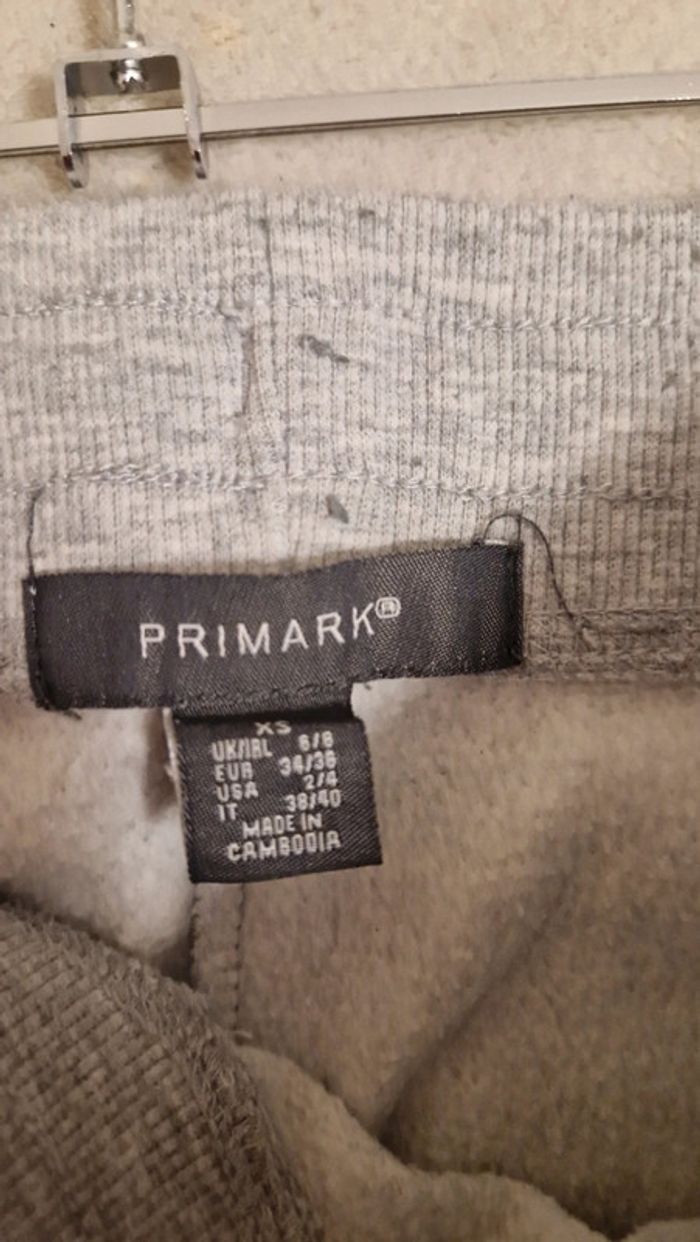 PRIMARK®
XS
UK/IRL 6/8
EUR 34/36
USA 2/4
IT 38/40
MADE IN
CAMBODIA